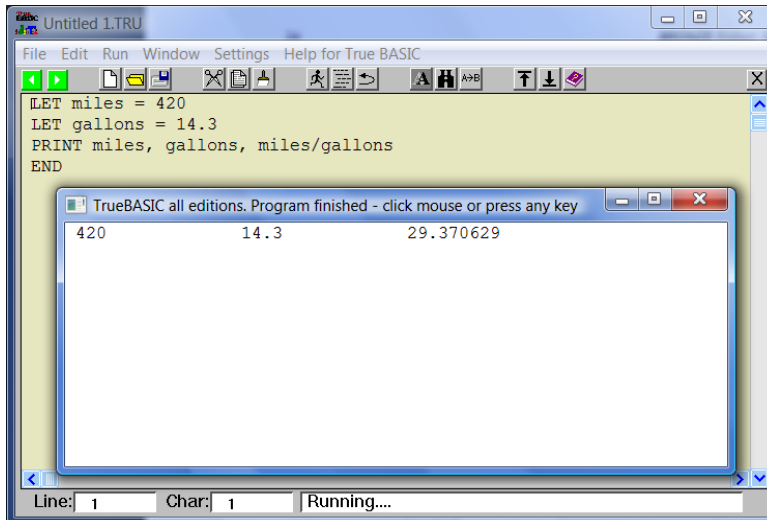 Untitled 1.TRU
File Edit Run Window Settings Help for True BASIC
LET miles = 420
LET gallons = 14.3
PRINT miles, gallons, miles/gallons
END
TrueBASIC all editions. Program finished - click mouse or press any key
420 14.3 29.370629
Line: 1 Char: 1 Running....